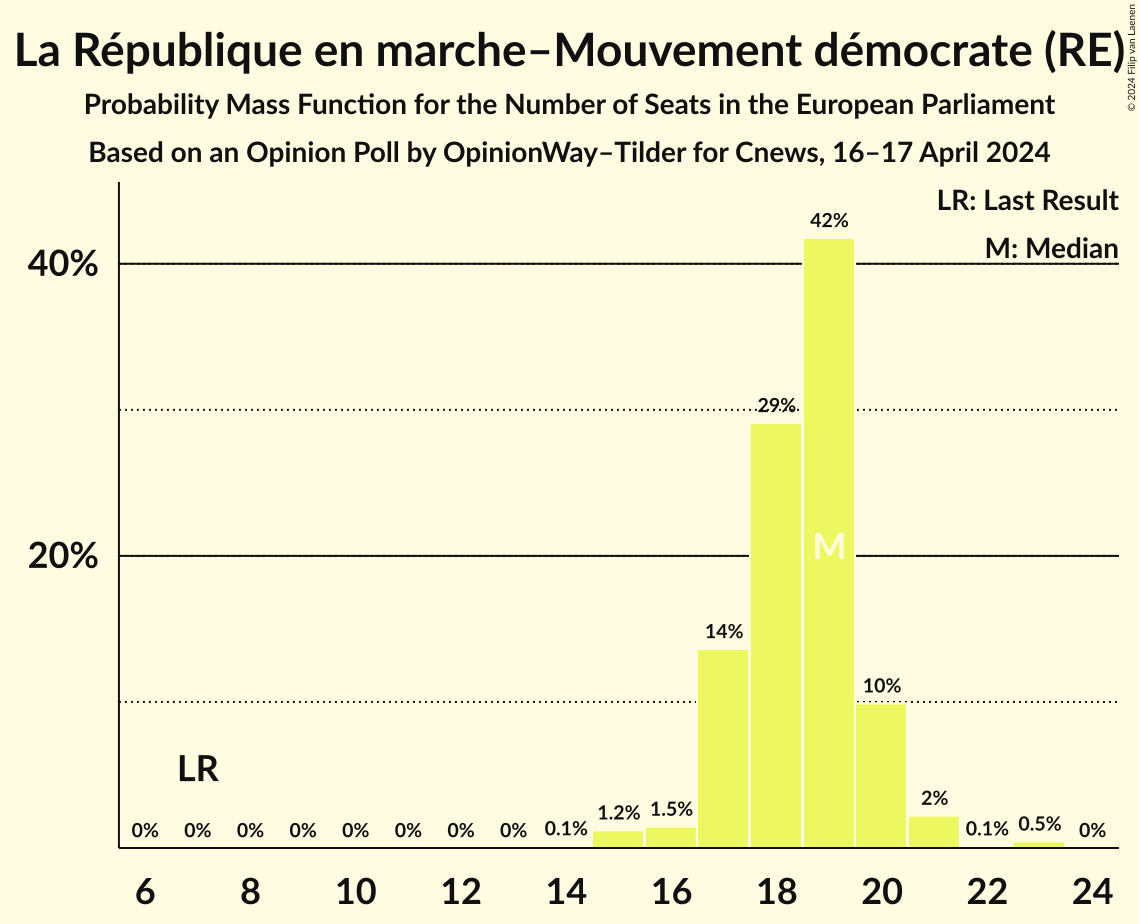 La République en marche–Mouvement démocrate (RE)
© 2024 Filip van Laenen
Probability Mass Function for the Number of Seats in the European Parliament
Based on an Opinion Poll by OpinionWay–Tilder for Cnews, 16–17 April 2024
LR: Last Result
M: Median
42%
40%
29%
M
20%
14%
10%
LR
0% 0% 0% 0% 0% 0% 0% 0% 0.1% 1.2% 1.5% 2% 0.1% 0.5% 0%
6 8 10 12 14 16 18 20 22 24